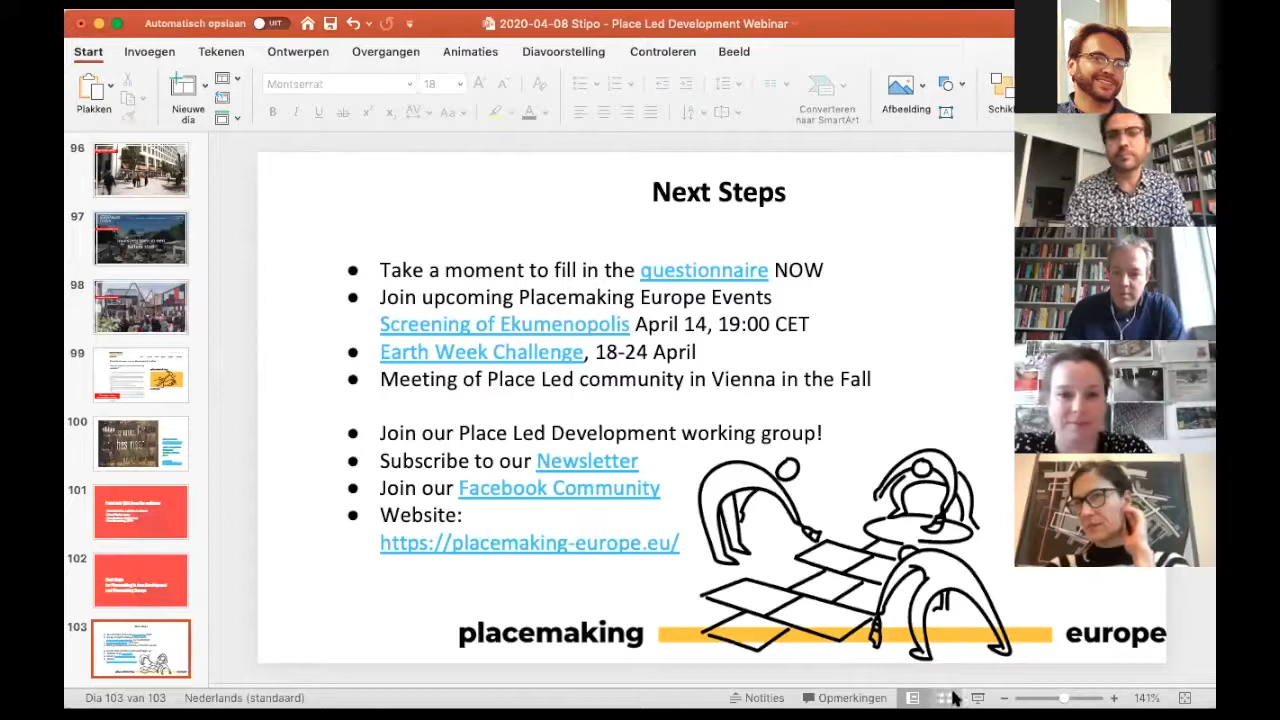 Automatisch opslaan
UIT
2020-04-08 Stipo - Place Led Development Webinar
Start
Invoegen
Tekenen
Ontwerpen
Overgangen
Animaties
Diavoorstelling
Controleren
Beeld
Plakken
Nieuwe
dia
Montserrat
18
Converteren
naar SmartArt
Afbeelding
96
97
98
99
100
101
102
103
Next Steps
● Take a moment to fill in the questionnaire NOW
● Join upcoming Placemaking Europe Events
Screening of Ekumenopolis April 14, 19:00 CET
● Earth Week Challenge, 18-24 April
● Meeting of Place Led community in Vienna in the Fall
● Join our Place Led Development working group!
● Subscribe to our Newsletter
● Join our Facebook Community
● Website:
https://placemaking-europe.eu/
placemaking
europe
Dia 103 van 103
Nederlands (standaard)
Notities
Opmerkingen
141%